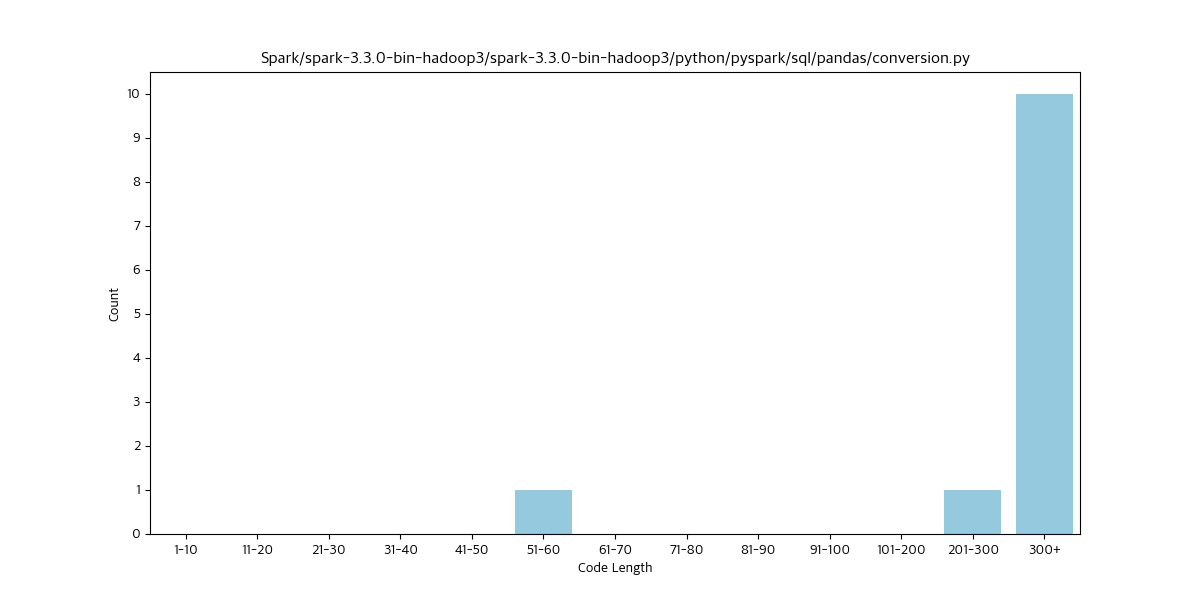 Spark/spark-3.3.0-bin-hadoop3/spark-3.3.0-bin-hadoop3/python/pyspark/sql/pandas/conversion.py
10
9
8
7
6
5
4
3
2
1
0
Count
1-10 11-20 21-30 31-40 41-50 51-60 61-70 71-80 81-90 91-100 101-200 201-300 300+
Code Length